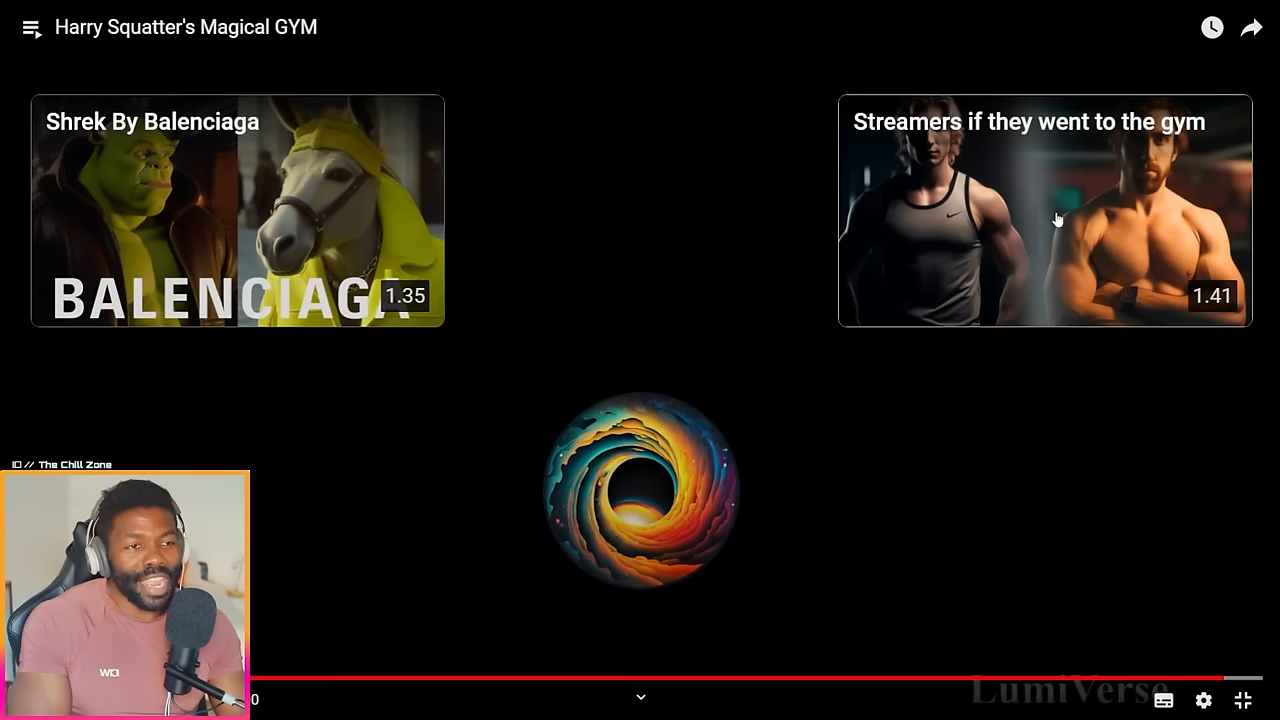 Harry Squatter's Magical GYM
Shrek By Balenciaga
BALENCIAGA
1.35
Streamers if they went to the gym
1.41
// The Chill Zone
0
LumiVerse